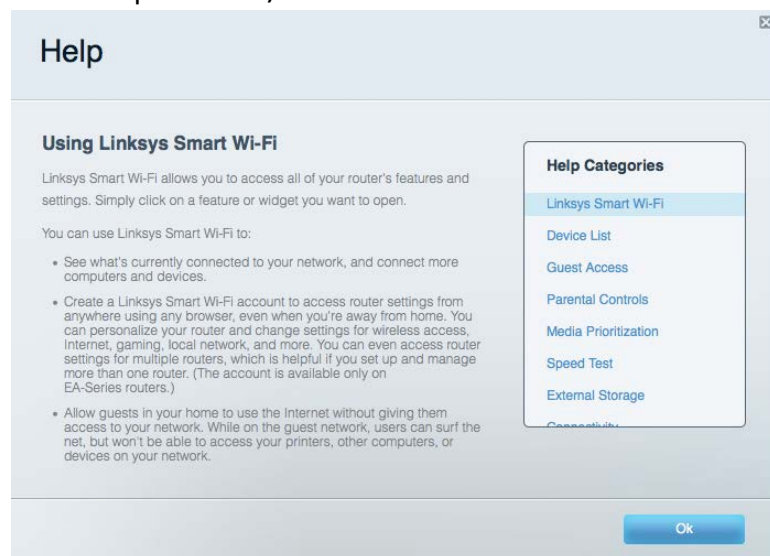 Help
Using Linksys Smart Wi-Fi
Linksys Smart Wi-Fi allows you to access all of your router's features and
settings. Simply click on a feature or widget you want to open.
You can use Linksys Smart Wi-Fi to:
• See what's currently connected to your network, and connect more
computers and devices.
• Create a Linksys Smart Wi-Fi account to access router settings from
anywhere using any browser, even when you're away from home. You
can personalize your router and change settings for wireless access,
Internet, gaming, local network, and more. You can even access router
settings for multiple routers, which is helpful if you set up and manage
more than one router. (The account is available only on
EA-Series routers.)
• Allow guests in your home to use the Internet without giving them
access to your network. While on the guest network, users can surf the
net, but won't be able to access your printers, other computers, or
devices on your network.
Help Categories
Linksys Smart Wi-Fi
Device List
Guest Access
Parental Controls
Media Prioritization
Speed Test
External Storage
Connectivity
Ok